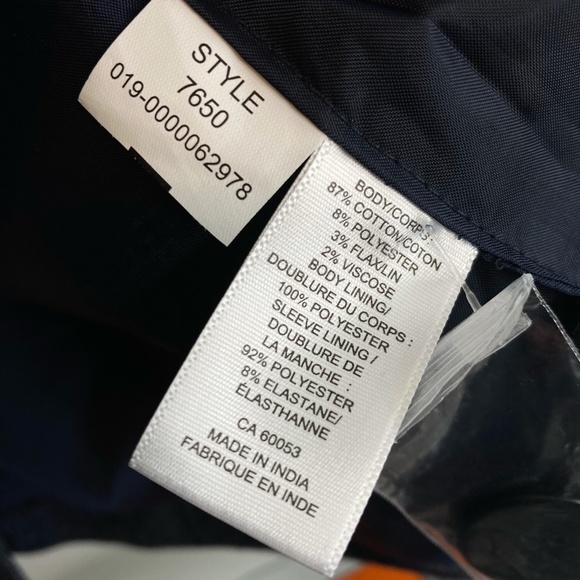 STYLE
7650
019-0000062978
BODY/CORPS:
87% COTTON/COTON
8% POLYESTER
3% FLAX/LIN
2% VISCOSE
BODY LINING/
DOUBLURE DU CORPS:
100% POLYESTER
SLEEVE LINING/
DOUBLURE DE
LA MANCHE:
92% POLYESTER
8% ELASTANE/
ÉLASTHANNE
CA 60053
MADE IN INDIA
FABRIQUE EN INDE